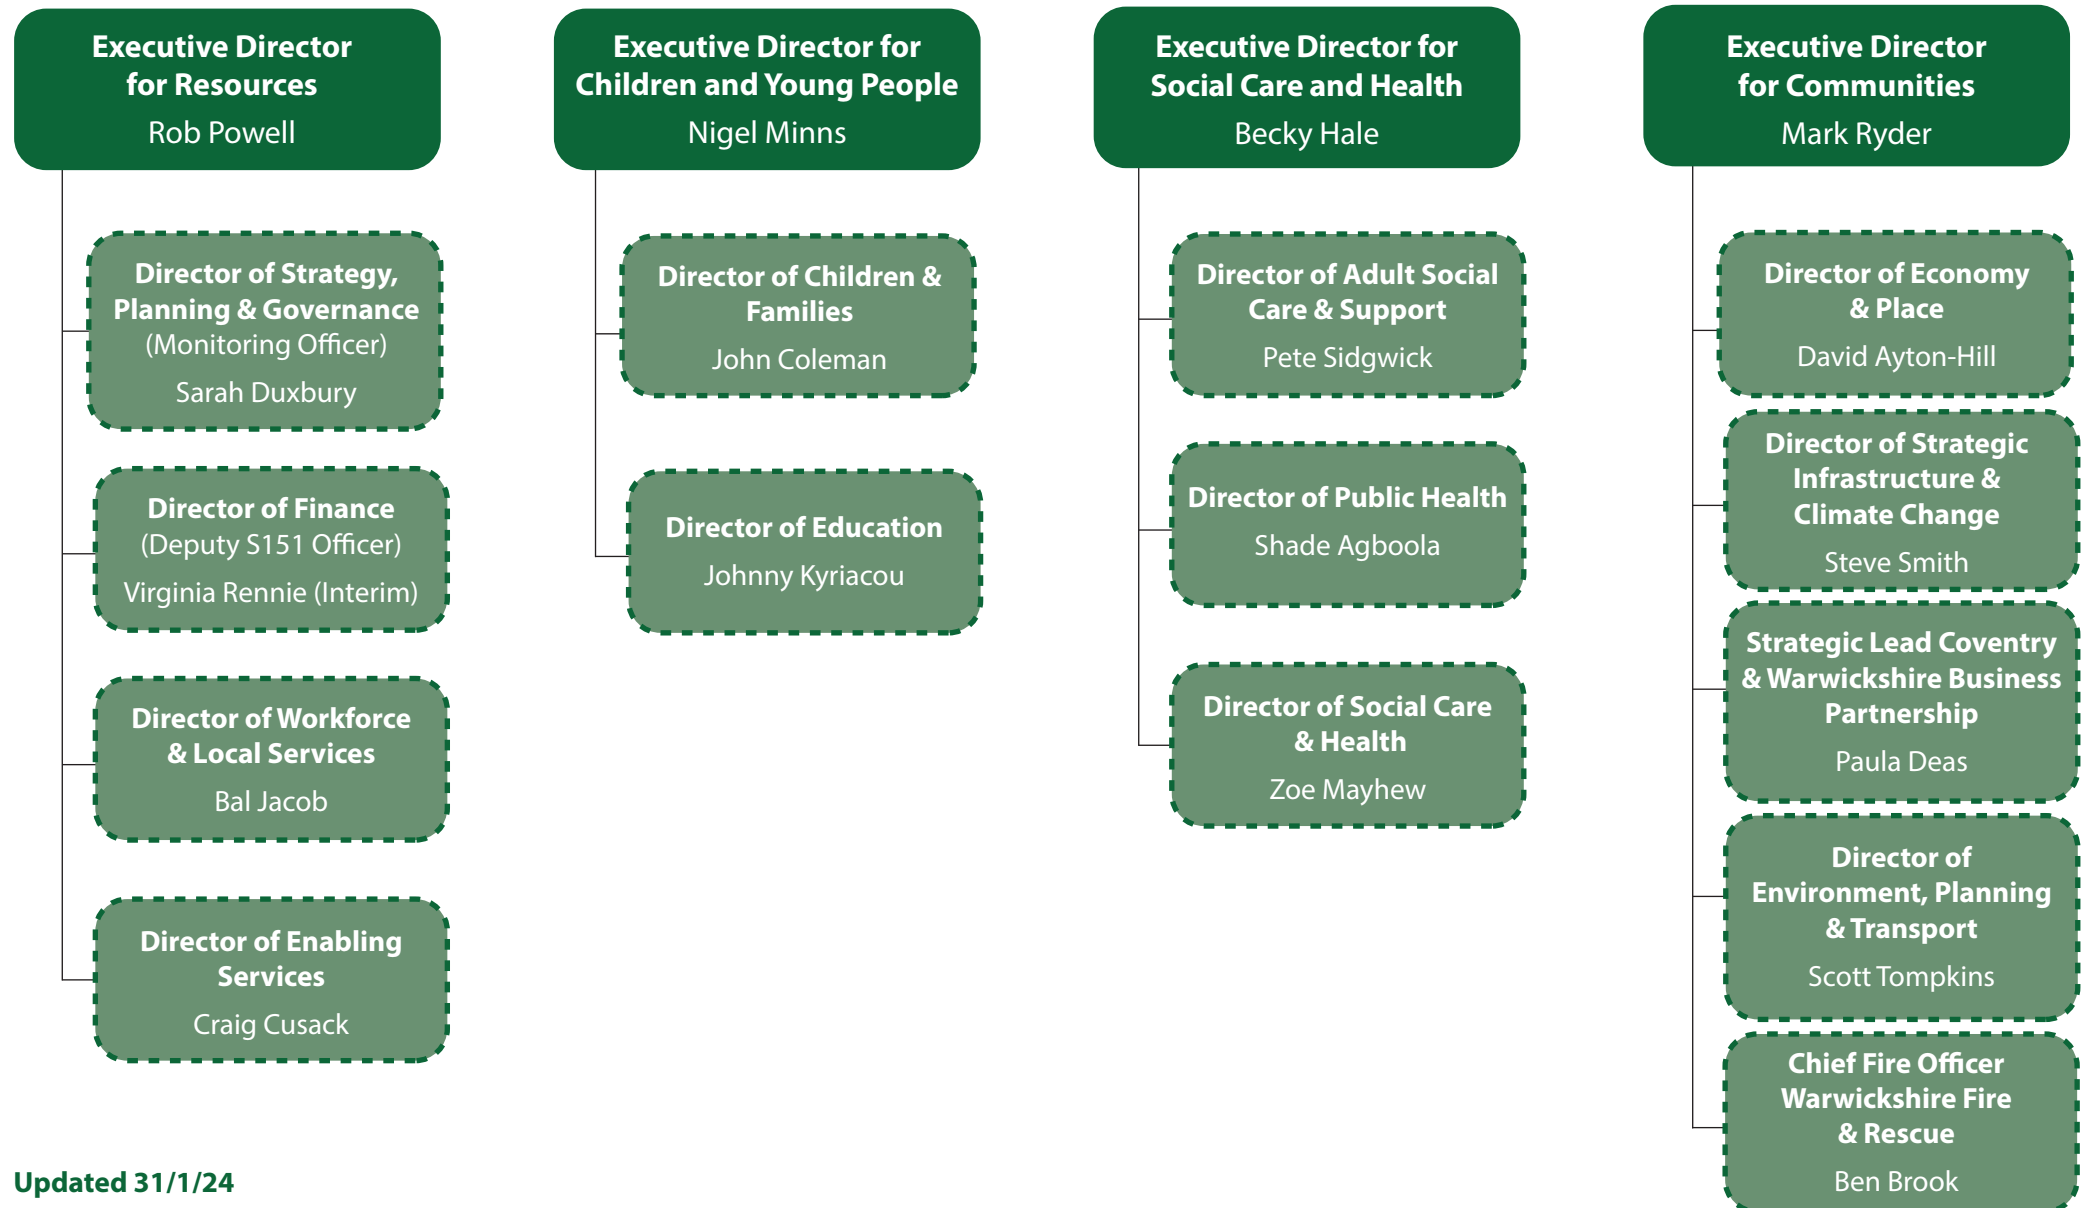 Executive Director
for Resources
Rob Powell
Director of Strategy,
Planning & Governance
(Monitoring Officer)
Sarah Duxbury
Director of Finance
(Deputy S151 Officer)
Virginia Rennie (Interim)
Director of Workforce
& Local Services
Bal Jacob
Director of Enabling
Services
Craig Cusack
Executive Director for
Children and Young People
Nigel Minns
Director of Children &
Families
John Coleman
Director of Education
Johnny Kyriacou
Executive Director for
Social Care and Health
Becky Hale
Director of Adult Social
Care & Support
Pete Sidgwick
Director of Public Health
Shade Agboola
Director of Social Care
& Health
Zoe Mayhew
Executive Director
for Communities
Mark Ryder
Director of Economy
& Place
David Ayton-Hill
Director of Strategic
Infrastructure &
Climate Change
Steve Smith
Strategic Lead Coventry
& Warwickshire Business
Partnership
Paula Deas
Director of
Environment, Planning
& Transport
Scott Tompkins
Chief Fire Officer
Warwickshire Fire
& Rescue
Ben Brook
Updated 31/1/24